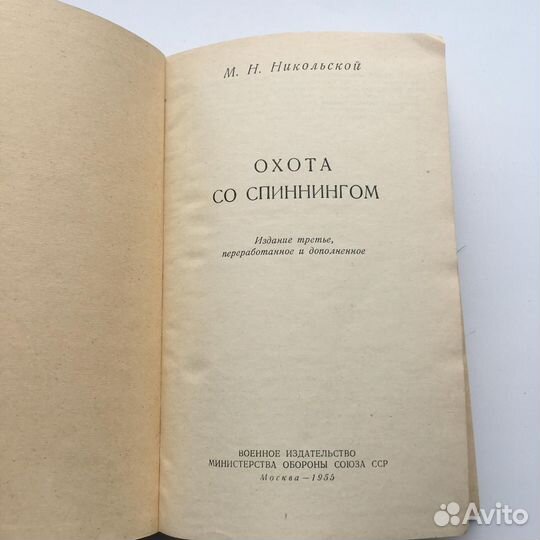 М. Н. Никольской
ОХОТА
СО СПИННИНГОМ
Издание третье,
переработанное и дополненное
ВОЕННОЕ ИЗДАТЕЛЬСТВО
МИНИСТЕРСТВА ОБОРОНЫ СОЮЗА ССР
Москва — 1955
Avito